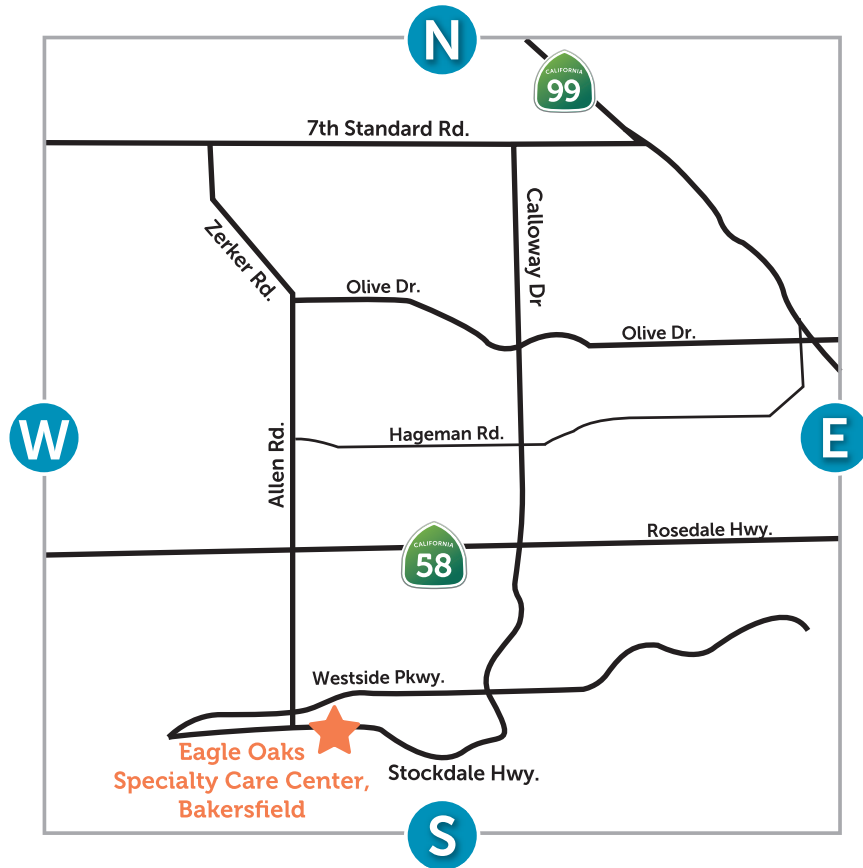 N
CALIFORNIA
99
7th Standard Rd.
Zerker Rd.
Calloway Dr
Olive Dr.
Olive Dr.
W
Allen Rd.
Hageman Rd.
E
Rosedale Hwy.
CALIFORNIA
58
Westside Pkwy.
Eagle Oaks
Specialty Care Center,
Bakersfield
Stockdale Hwy.
S